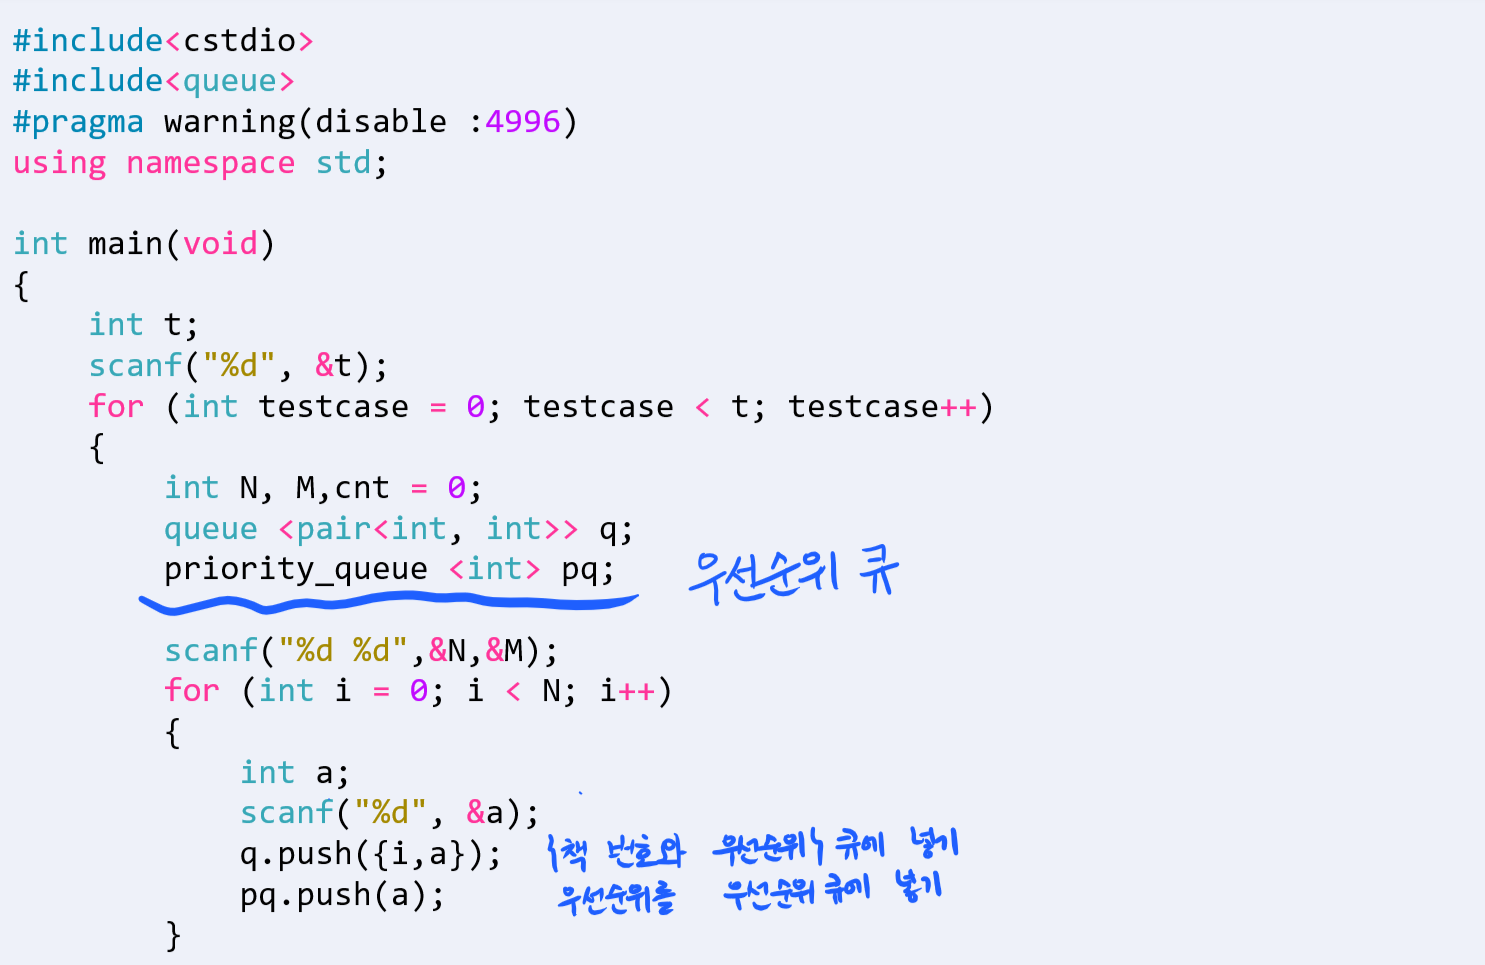 #include<cstdio>
#include<queue>
#pragma warning(disable :4996)
using namespace std;
int main(void)
{
int t;
scanf("%d", &t);
for (int testcase = 0; testcase < t; testcase++)
{
int N, M,cnt = 0;
queue <pair<int, int>> q;
priority_queue <int> pq; 우선순위 큐
scanf("%d %d",&N,&M);
for (int i = 0; i < N; i++)
{
int a;
scanf("%d", &a);
q.push({i,a}); {책 번호와 우선순위} 큐에 넣기
pq.push(a); 우선순위를 우선순위 큐에 넣기
}